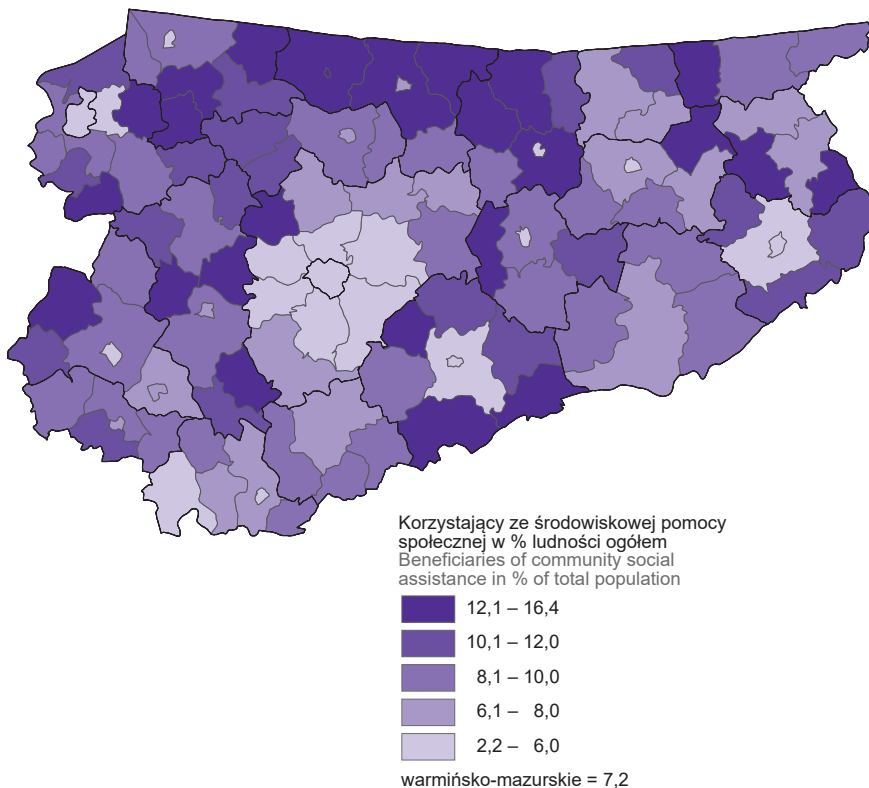 Korzystający ze środowiskowej pomocy
społecznej w % ludności ogółem
Beneficiaries of community social
assistance in % of total population
12,1 – 16,4
10,1 – 12,0
8,1 – 10,0
6,1 – 8,0
2,2 – 6,0
warmińsko-mazurskie = 7,2